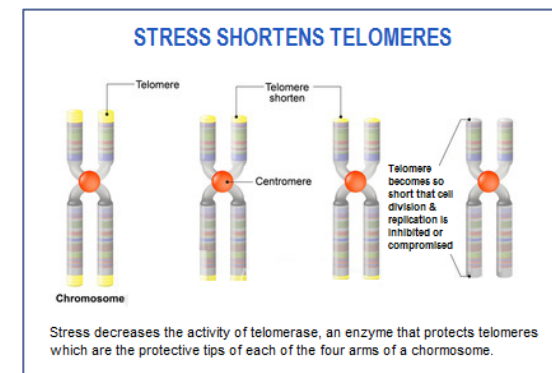 STRESS SHORTENS TELOMERES
Telomere
Telomere
shorten
Centromere
Telomere
becomes so
short that cell
division &
replication is
inhibited or
compromised
Chromosome
Stress decreases the activity of telomerase, an enzyme that protects telomeres
which are the protective tips of each of the four arms of a chormosome.